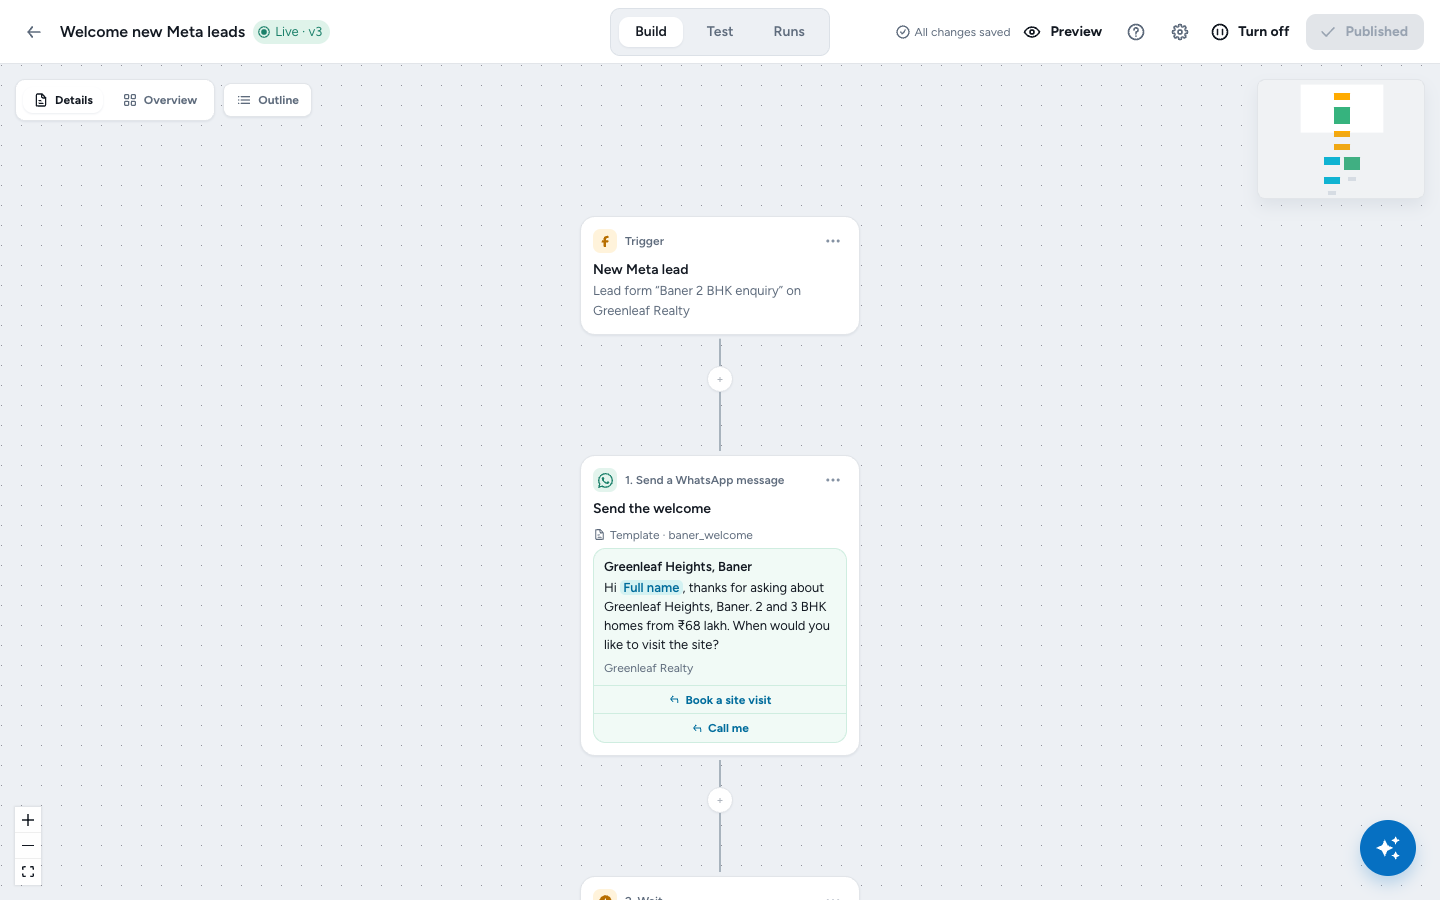 Welcome new Meta leads
Live · v3
Build
Test
Runs
All changes saved
Preview
Turn off
Published
Details
Overview
Outline
Trigger
New Meta lead
Lead form "Baner 2 BHK enquiry" on
Greenleaf Realty
1. Send a WhatsApp message
Send the welcome
Template · baner_welcome
Greenleaf Heights, Baner
Hi Full name, thanks for asking about
Greenleaf Heights, Baner. 2 and 3 BHK
homes from ₹68 lakh. When would you
like to visit the site?
Greenleaf Realty
Book a site visit
Call me
2. Wait